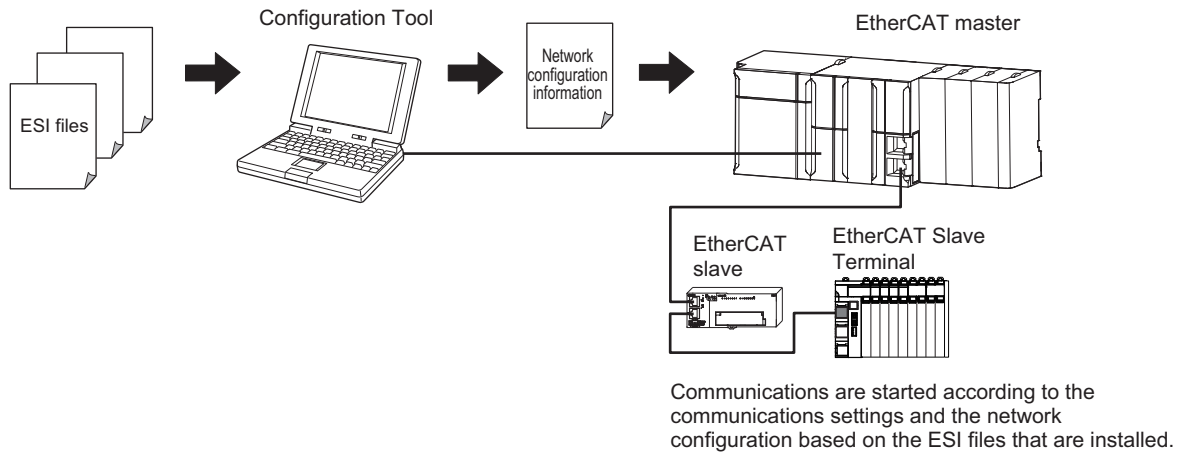 Configuration Tool
EtherCAT master
Network
configuration
information
ESI files
EtherCAT
slave
EtherCAT Slave
Terminal
Communications are started according to the
communications settings and the network
configuration based on the ESI files that are installed.